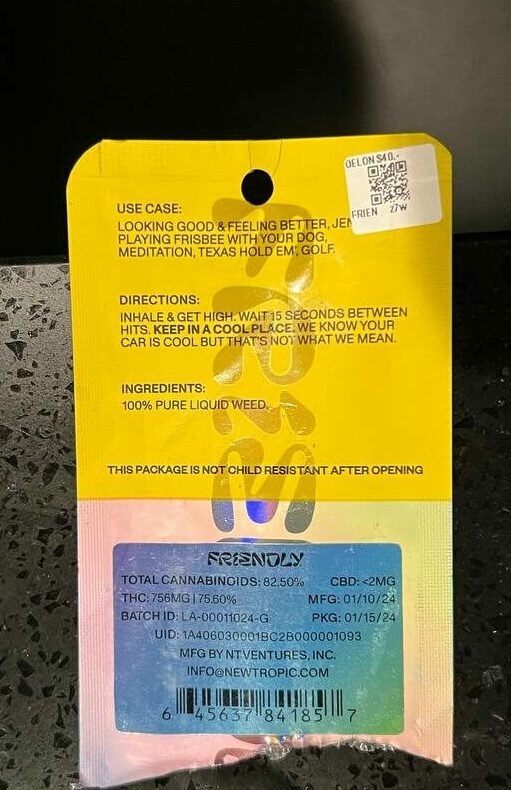 DELON $40.-
FRIEN 27W
USE CASE:
LOOKING GOOD & FEELING BETTER,
PLAYING FRISBEE WITH YOUR DOG,
MEDITATION, TEXAS HOLD EM', GOLF.
DIRECTIONS:
INHALE & GET HIGH. WAIT 15 SECONDS BETWEEN
HITS. KEEP IN A COOL PLACE. WE KNOW YOUR
CAR IS COOL BUT THAT'S NOT WHAT WE MEAN.
INGREDIENTS:
100% PURE LIQUID WEED.
THIS PACKAGE IS NOT CHILD RESISTANT AFTER OPENING
FRIENDLY
TOTAL CANNABINOIDS: 82.50% CBD: <2MG
THC: 756MG | 75.60% MFG: 01/10/24
BATCH ID: LA-00011024-G PKG: 01/15/24
UID: 1A406030001BC2B000001093
MFG BY NTVENTURES, INC.
INFO@NEWTROPIC.COM
6 45637 84185 7